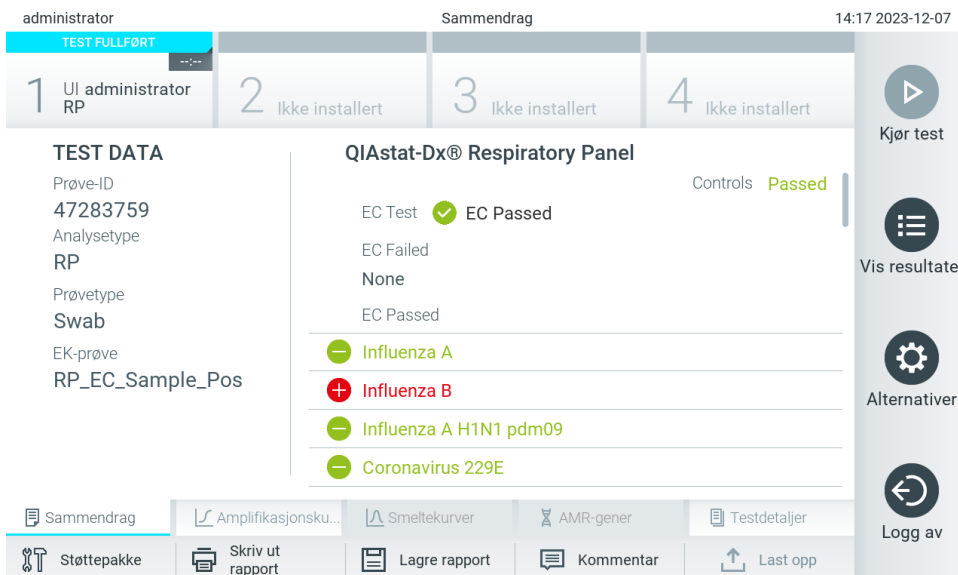 administrator
Sammendrag
14:17 2023-12-07
TEST FULLFØRT
--:--
1
UI administrator
RP
2 Ikke installert
3 Ikke installert
4 Ikke installert
Kjør test
Vis resultate
Alternativer
Logg av
TEST DATA
Prøve-ID
47283759
Analysetype
RP
Prøvetype
Swab
EK-prøve
RP_EC_Sample_Pos
QIAstat-Dx® Respiratory Panel
Controls Passed
EC Test EC Passed
EC Failed
None
EC Passed
Influenza A
Influenza B
Influenza A H1N1 pdm09
Coronavirus 229E
Sammendrag
Amplifikasjonsku...
Smeltekurver
AMR-gener
Testdetaljer
Støttepakke
Skriv ut
rapport
Lagre rapport
Kommentar
Last opp